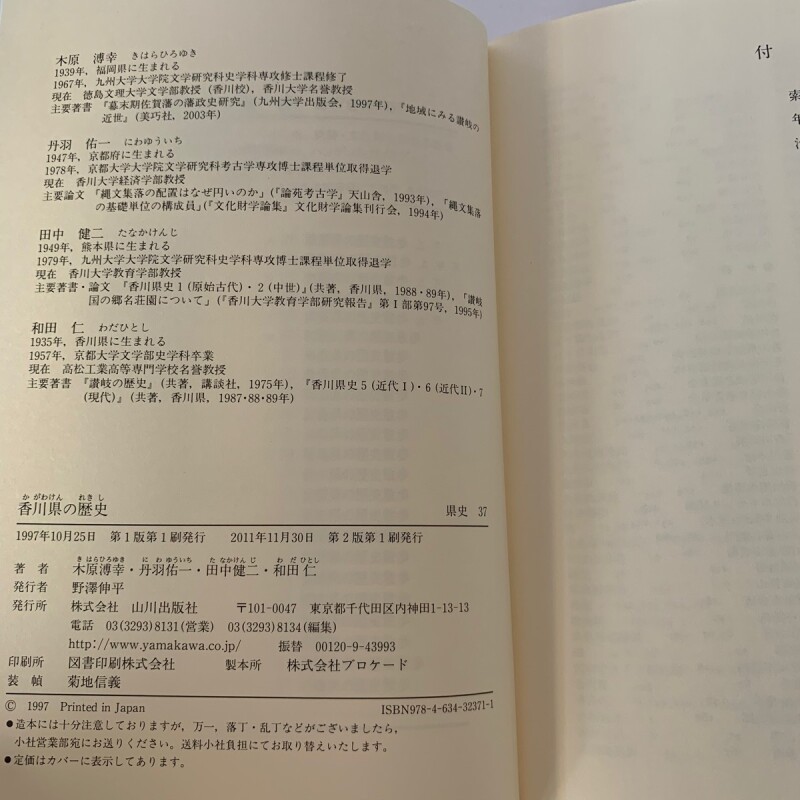 木原　溥幸　きはらひろゆき
1939年，福岡県に生まれる
1967年，九州大学大学院文学研究科史学科専攻修士課程修了
現在　徳島文理大学文学部教授（香川校），香川大学名誉教授
主要著書　『幕末期佐賀藩の藩政史研究』（九州大学出版会，1997年），『地域にみる讃岐の
近世』（美巧社，2003年）
丹羽　佑一　にわゆういち
1947年，京都府に生まれる
1978年，京都大学大学院文学研究科考古学専攻博士課程単位取得退学
現在　香川大学経済学部教授
主要論文　「縄文集落の配置はなぜ円いのか」（『論苑考古学』天山舎，1993年），「縄文集落
の基礎単位の構成員」（『文化財学論集』文化財学論集刊行会，1994年）
田中　健二　たなかけんじ
1949年，熊本県に生まれる
1979年，九州大学大学院文学研究科史学科専攻博士課程単位取得退学
現在　香川大学教育学部教授
主要著書・論文　『香川県史1（原始古代）・2（中世）』（共著，香川県，1988・89年），「讃岐
国の郷名荘園について」（『香川大学教育学部研究報告』第Ⅰ部第97号，1995年）
和田　仁　わだひとし
1935年，香川県に生まれる
1957年，京都大学文学部史学科卒業
現在　高松工業高等専門学校名誉教授
主要著書　『讃岐の歴史』（共著，講談社，1975年），『香川県史5（近代Ⅰ）・6（近代Ⅱ）・7
（現代）』（共著，香川県，1987・88・89年）
かがわけん　れきし
香川県の歴史　県史　37
1997年10月25日　第1版第1刷発行　2011年11月30日　第2版第1刷発行
きはらひろゆき　にわゆういち　たなかけんじ　わだひとし
著　者　木原溥幸・丹羽佑一・田中健二・和田仁
発行者　野澤伸平
発行所　株式会社　山川出版社　〒101-0047　東京都千代田区内神田1-13-13
電話　03(3293)8131(営業)　03(3293)8134(編集)
http://www.yamakawa.co.jp/　振替　00120-9-43993
印刷所　図書印刷株式会社　製本所　株式会社ブロケード
装　幀　菊地信義
© 1997　Printed in Japan　ISBN978-4-634-32371-1
●造本には十分注意しておりますが，万一，落丁・乱丁などがございましたら，
小社営業部宛にお送りください。送料小社負担にてお取り替えいたします。
●定価はカバーに表示してあります。
付
索
年